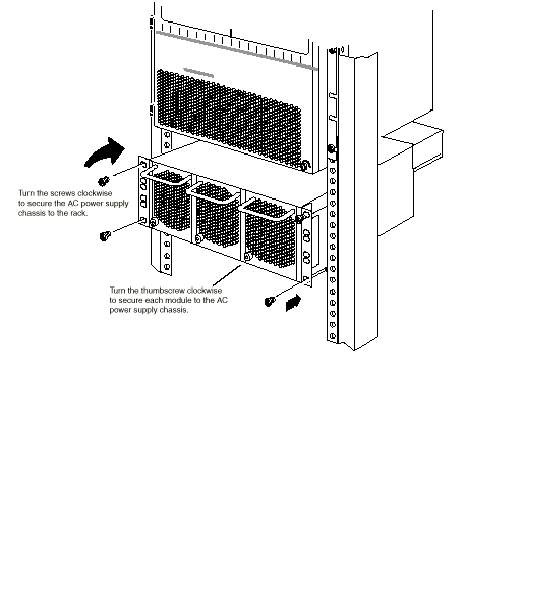 Turn the screws clockwise
to secure the AC power supply
chassis to the rack.
Turn the thumbscrew clockwise
to secure each module to the AC
power supply chassis.